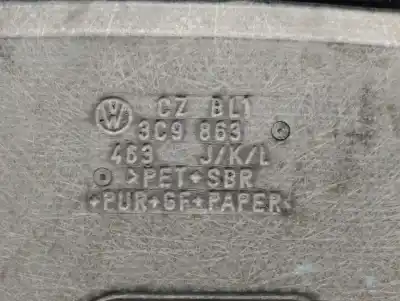 CZ BL1
3C9 863
463 J/K/L
>PET+SBR
+PUR+GF+PAPER<